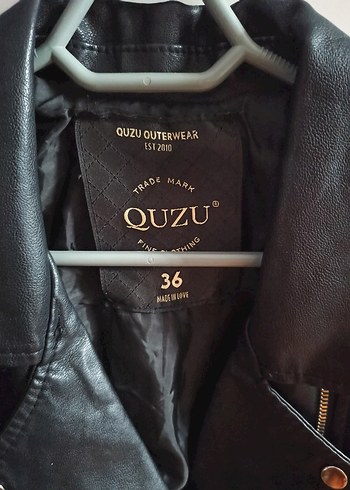 QUZU OUTERWEAR
EST 2010
TRADE MARK
QUZU®
FINE CLOTHING
36
MADE IN LOVE